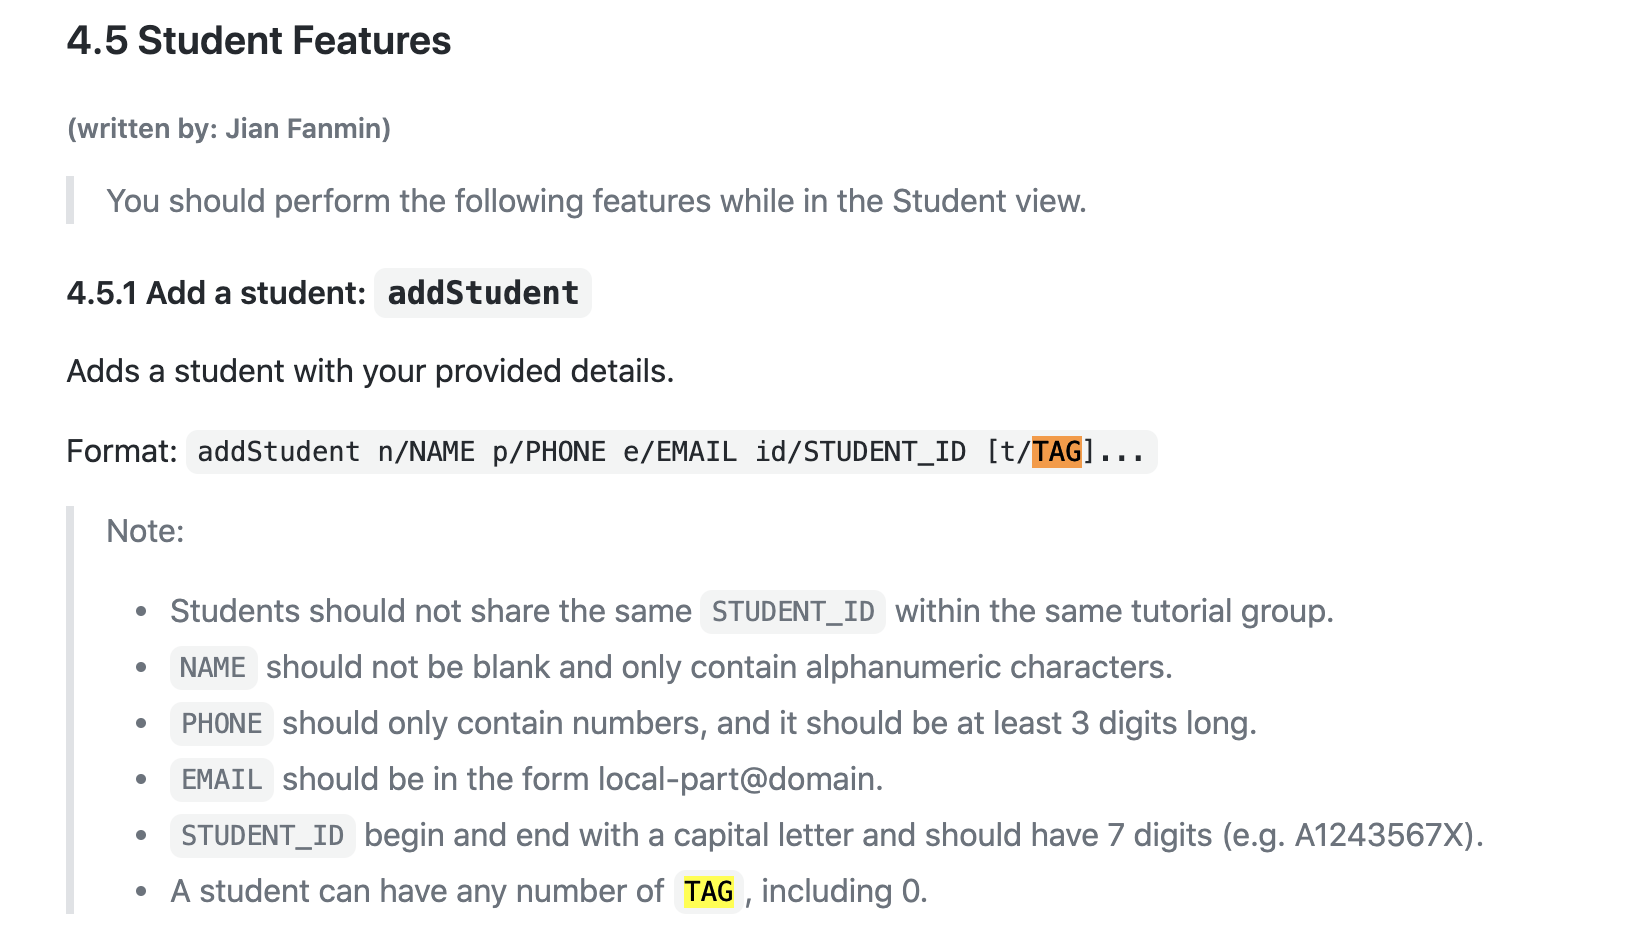 4.5 Student Features
(written by: Jian Fanmin)
You should perform the following features while in the Student view.
4.5.1 Add a student: addStudent
Adds a student with your provided details.
Format: addStudent n/NAME p/PHONE e/EMAIL id/STUDENT_ID [t/TAG]...
Note:
• Students should not share the same STUDENT_ID within the same tutorial group.
• NAME should not be blank and only contain alphanumeric characters.
• PHONE should only contain numbers, and it should be at least 3 digits long.
• EMAIL should be in the form local-part@domain.
• STUDENT_ID begin and end with a capital letter and should have 7 digits (e.g. A1243567X).
• A student can have any number of TAG, including 0.